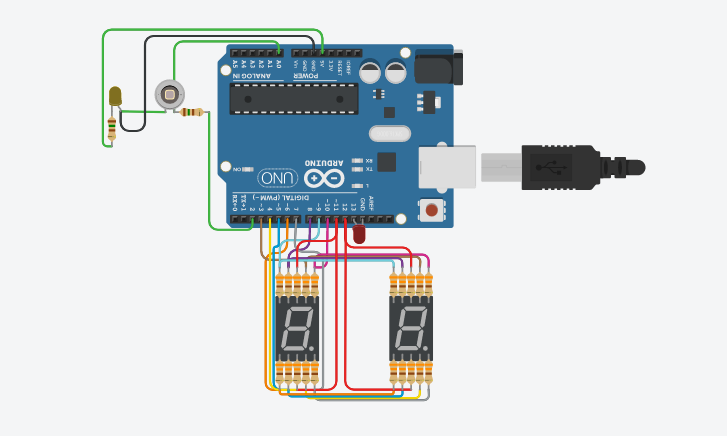 A5 A4 A3 A2 A1 A0
Vin GND GND 5V 3.3V RESET IOREF
ANALOG IN
POWER
RX
TX
L
ON
ARDUINO
UNO
DIGITAL (PWM ~)
RX←0 TX→1 2 ~3 4 ~5 ~6 7 8 ~9 ~10 ~11 12 13 GND AREF